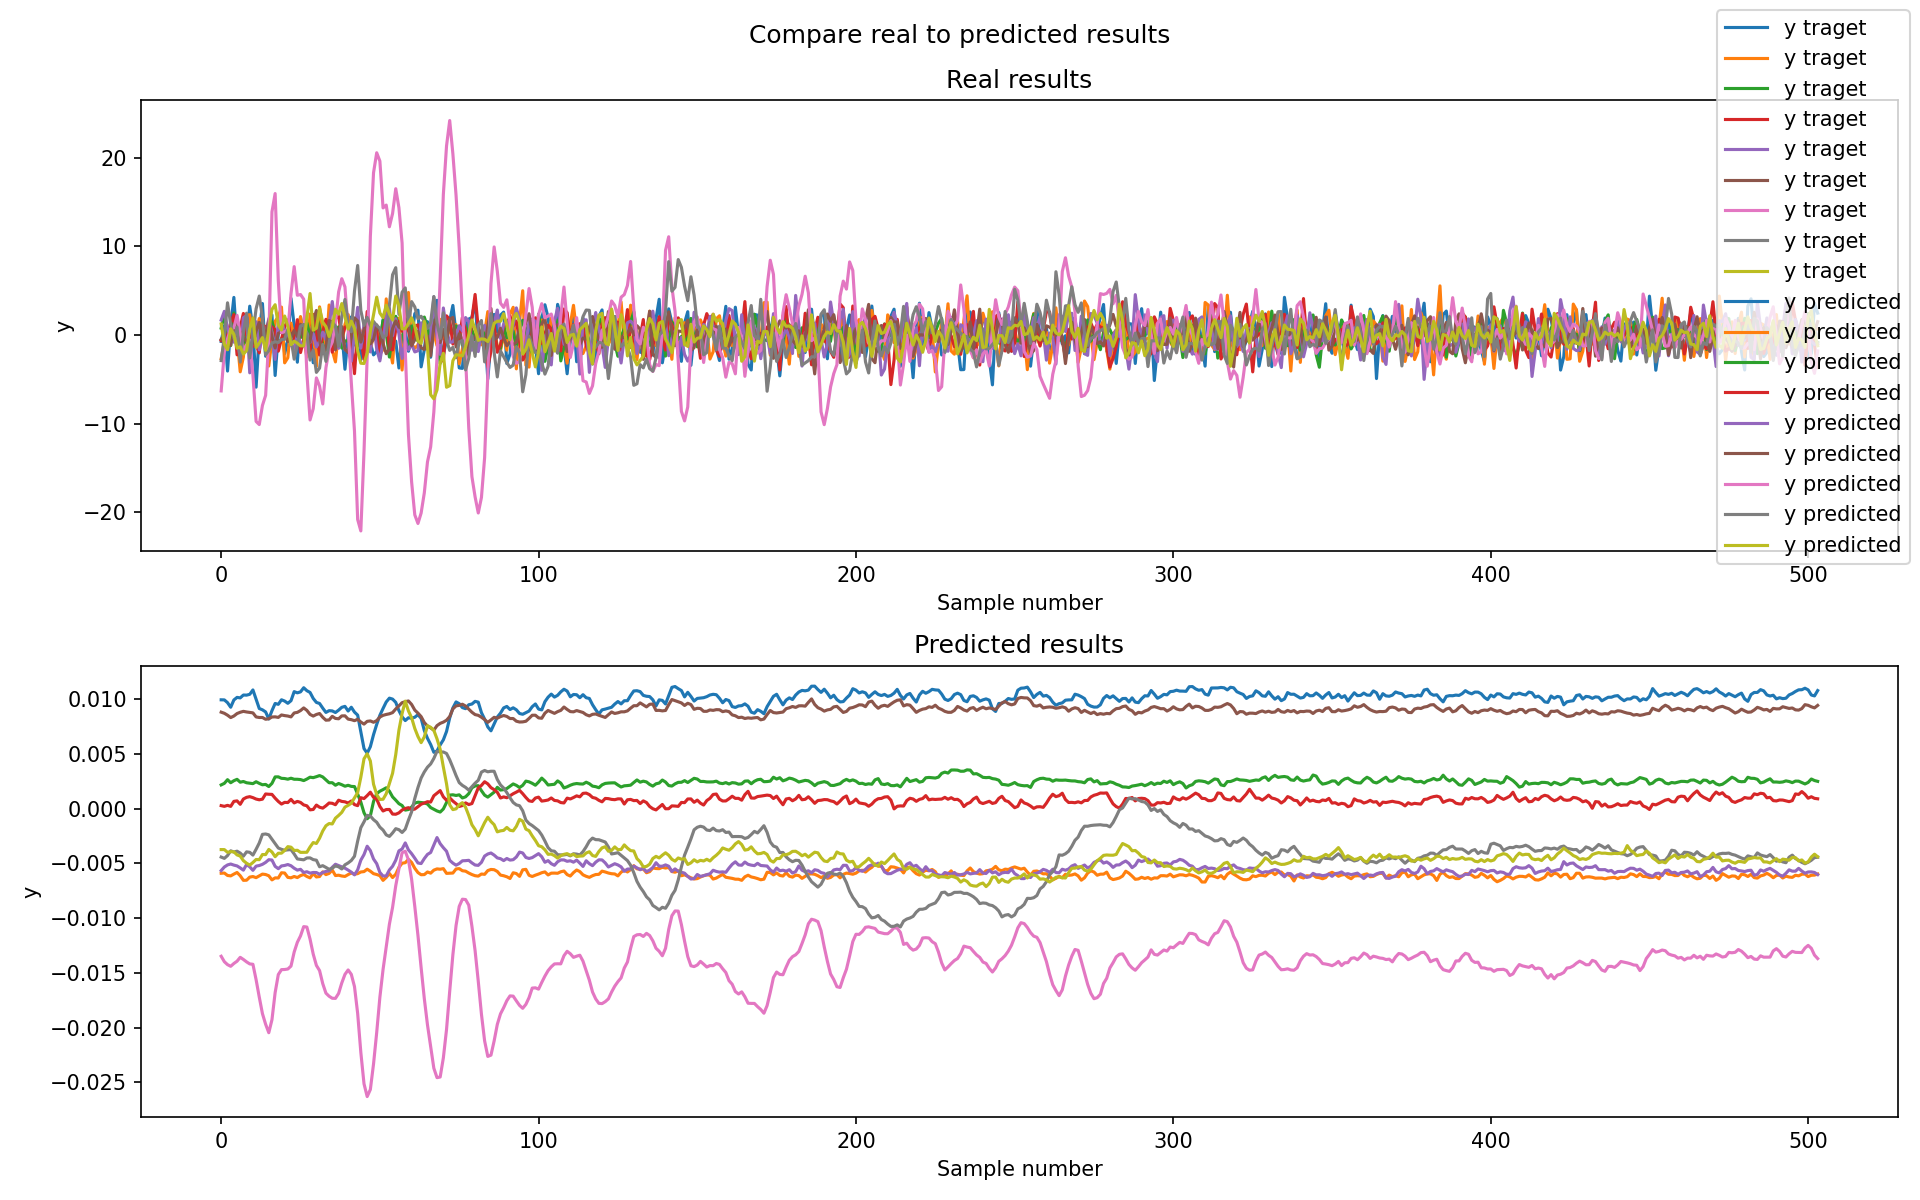 Compare real to predicted results
Real results
y traget
y traget
y traget
y traget
y traget
y traget
y traget
y traget
y traget
y predicted
y predicted
y predicted
y predicted
y predicted
y predicted
y predicted
y predicted
y predicted
20
10
0
−10
−20
y
0
100
200
300
400
500
Sample number
Predicted results
0.010
0.005
0.000
−0.005
−0.010
−0.015
−0.020
−0.025
y
0
100
200
300
400
500
Sample number